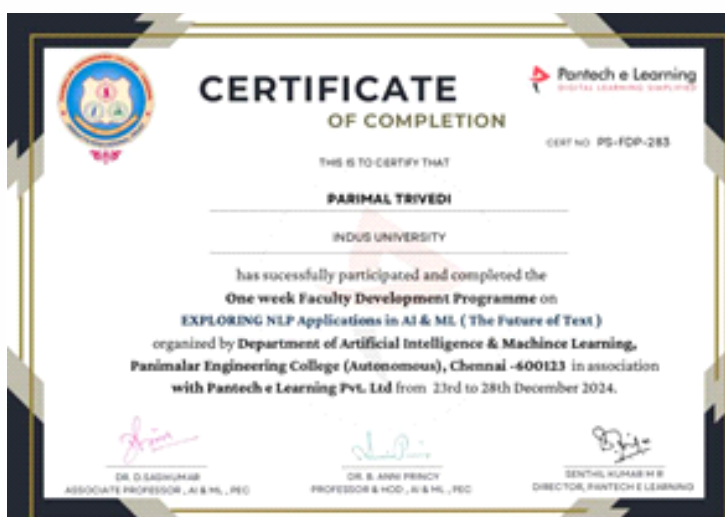 CERTIFICATE
OF COMPLETION
Pantech e Learning
DIGITAL LEARNING SIMPLIFIED
CERT NO PS-FDP-283
THIS IS TO CERTIFY THAT
PARIMAL TRIVEDI
INDUS UNIVERSITY
has sucessfully participated and completed the
One week Faculty Development Programme on
EXPLORING NLP Applications in AI & ML ( The Future of Text )
organized by Department of Artificial Intelligence & Machince Learning,
Panimalar Engineering College (Autonomous), Chennai -600123 in association
with Pantech e Learning Pvt. Ltd from 23rd to 28th December 2024.
DR. D.SASIKUMAR
ASSOCIATE PROFESSOR , AI & ML , PEC
DR. B. ANNI PRINCY
PROFESSOR & HOD , AI & ML , PEC
SENTHIL KUMAR M R
DIRECTOR, PANTECH E LEARNING